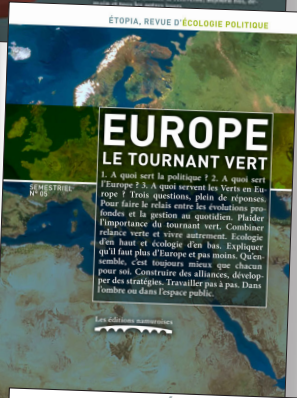 ÉTOPIA, REVUE D'ÉCOLOGIE POLITIQUE
EUROPE
LE TOURNANT VERT
SEMESTRIEL
N° 05
1. A quoi sert la politique ? 2. A quoi sert
l'Europe ? 3. A quoi servent les Verts en Eu-
rope ? Trois questions, plein de réponses.
Pour faire le relais entre les évolutions pro-
fondes et la gestion au quotidien. Plaider
l'importance du tournant vert. Combiner
relance verte et vivre autrement. Ecologie
d'en haut et écologie d'en bas. Expliquer
qu'il faut plus d'Europe et pas moins. Qu'en-
semble, c'est toujours mieux que chacun
pour soi. Construire des alliances, dévelop-
per des stratégies. Travailler pas à pas. Dans
l'ombre ou dans l'espace public.
Les éditions namuroises